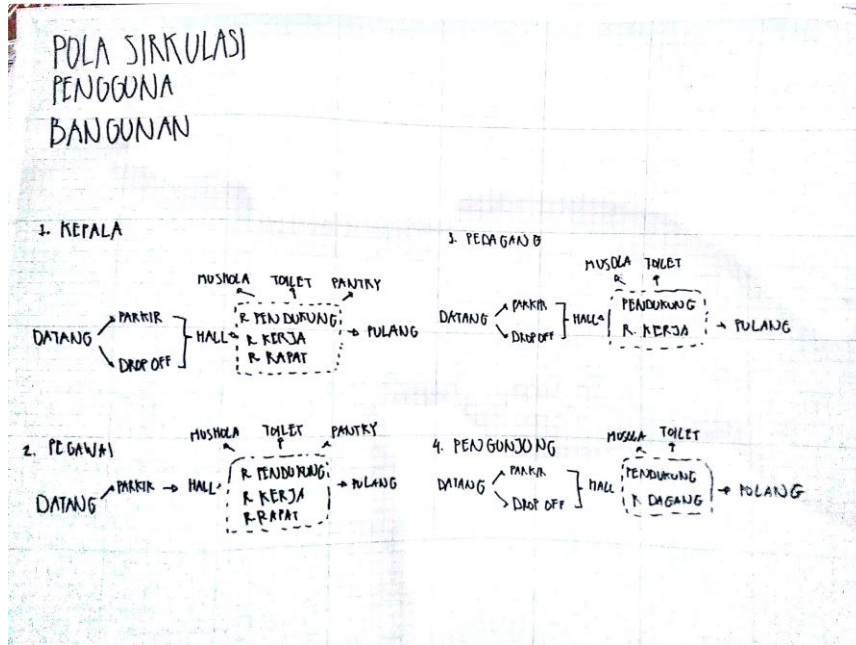 POLA SIRKULASI
PENGGUNA
BANGUNAN
1. KEPALA
MUSHOLA TOILET PANTRY
DATANG PARKIR DROP OFF HALL
R PENDUKUNG
R KERJA
R RAPAT
PULANG
2. PEGAWAI
MUSHOLA TOILET PANTRY
DATANG PARKIR HALL
R PENDUKUNG
R KERJA
R RAPAT
PULANG
3. PEDAGANG
MUSOLA TOILET
DATANG PARKIR DROP OFF HALL
PENDUKUNG
R KERJA
PULANG
4. PENGUNJUNG
MUSOLA TOILET
DATANG PARKIR DROP OFF HALL
PENDUKUNG
R DAGANG
PULANG